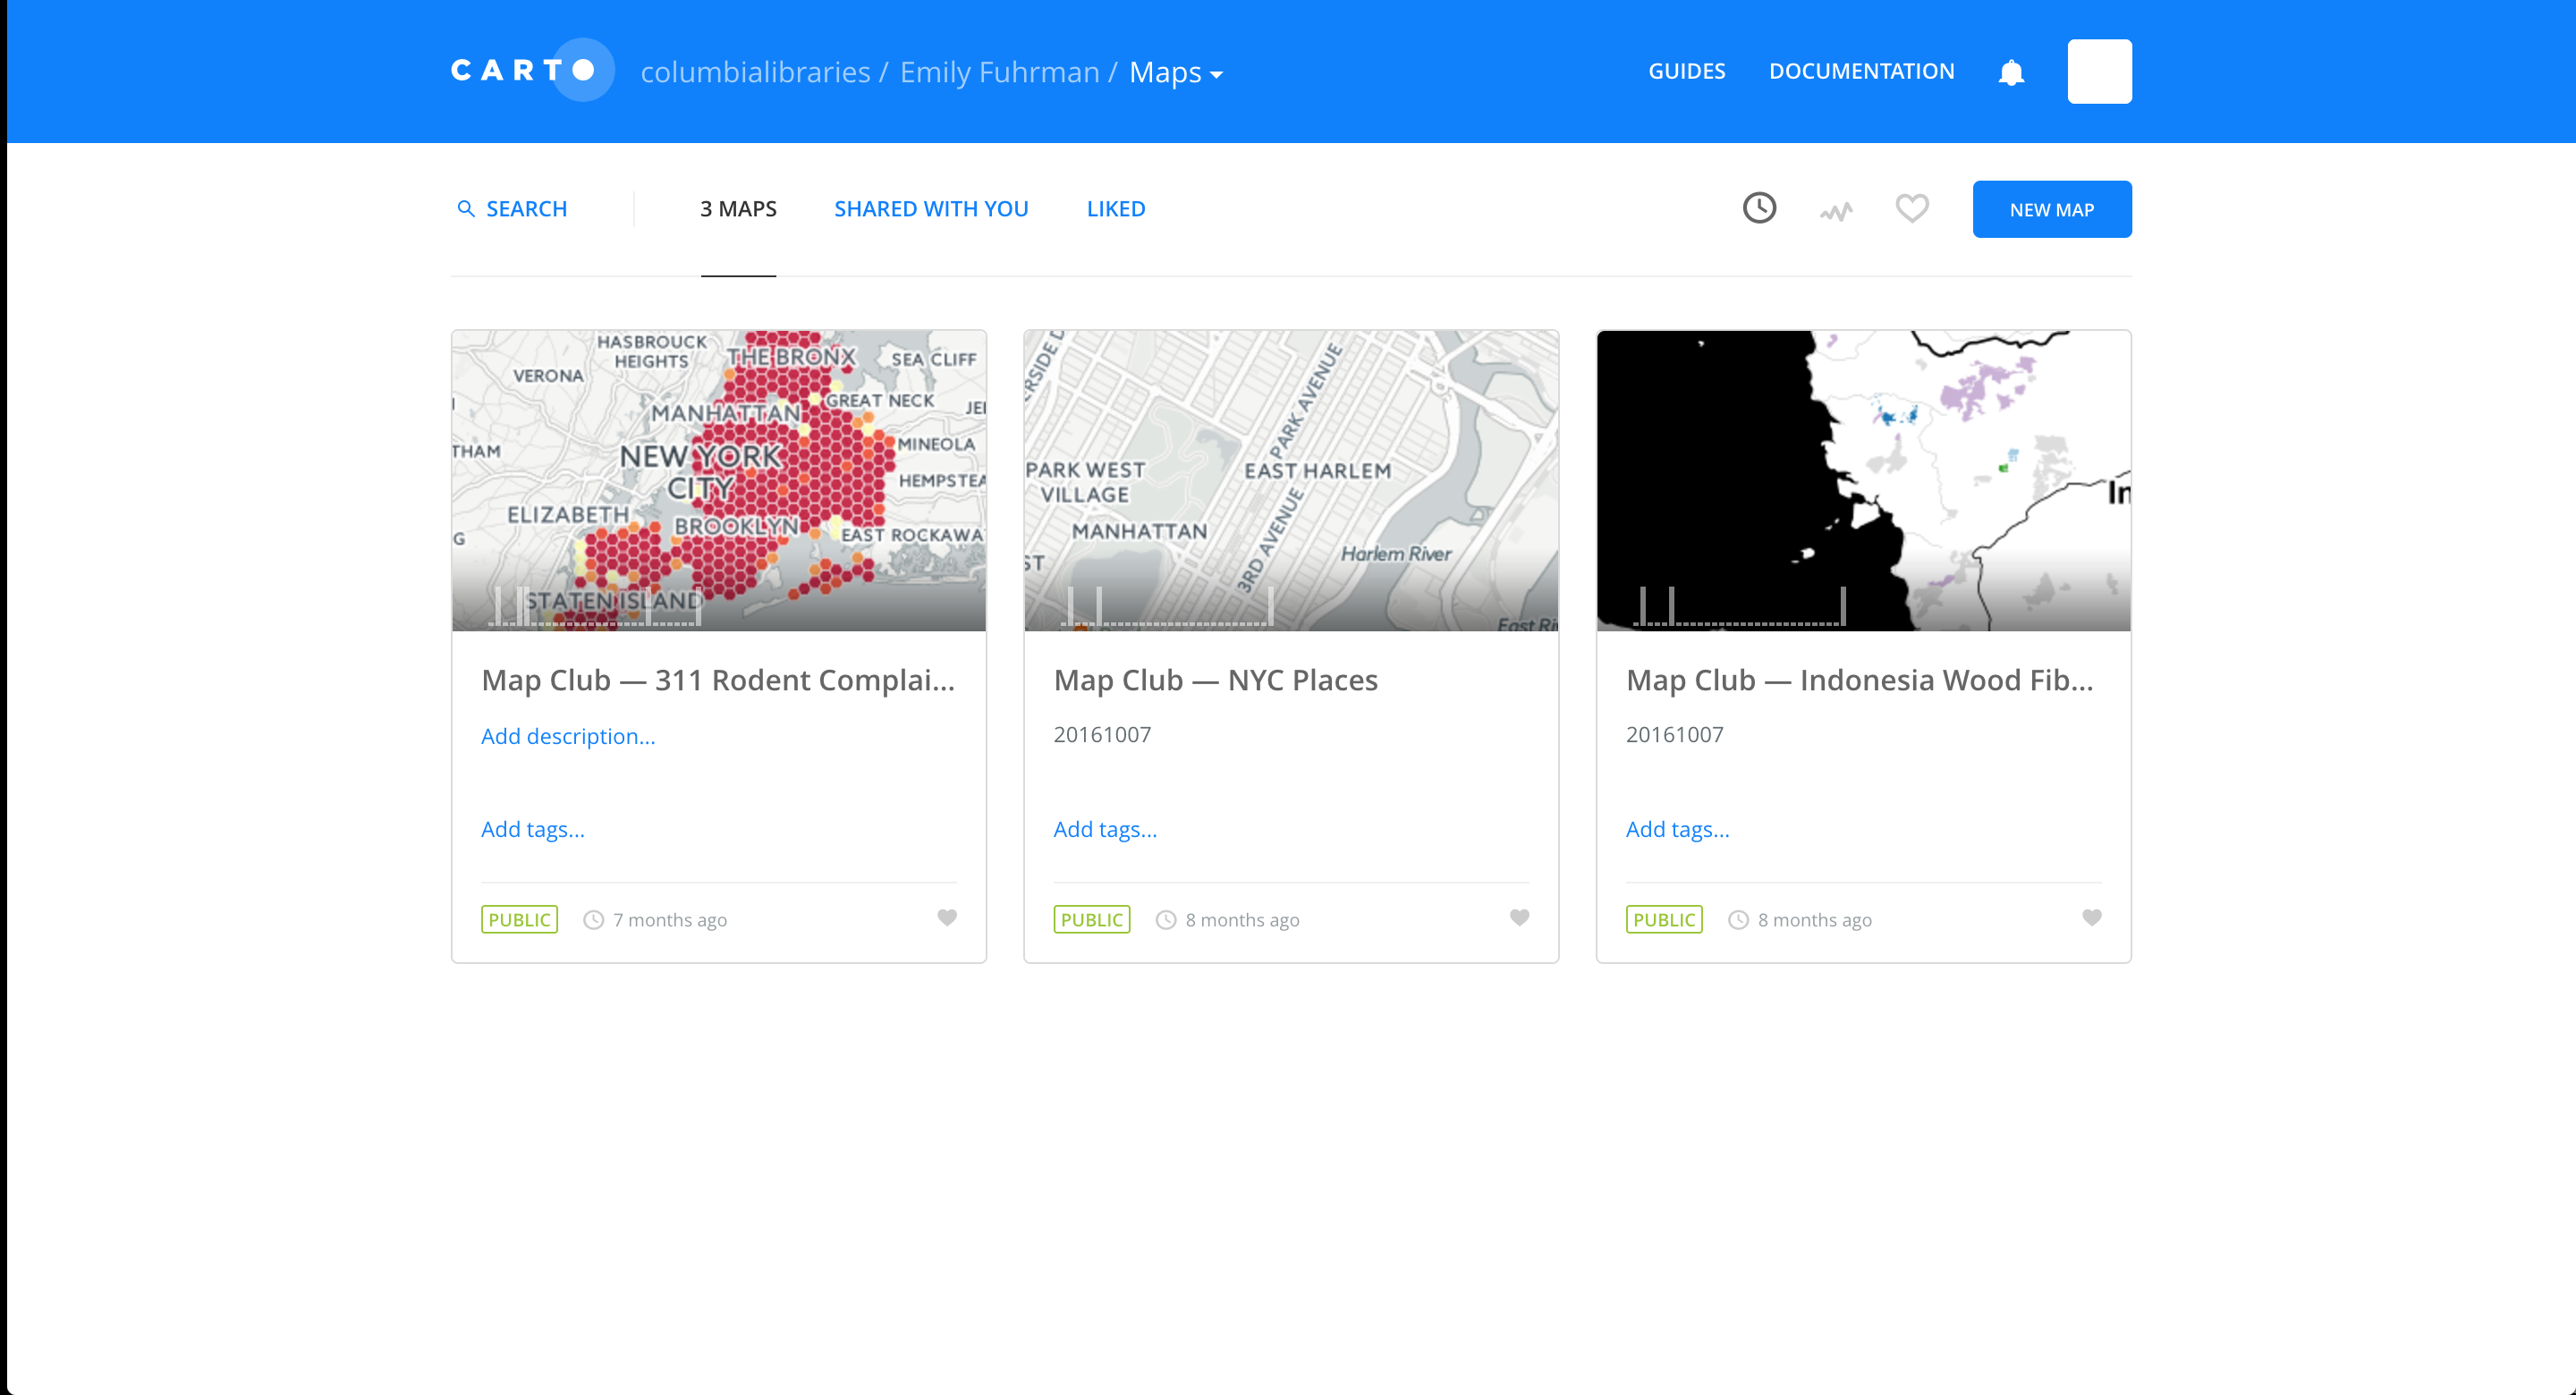 CARTO columbialibraries / Emily Fuhrman / Maps GUIDES DOCUMENTATION
SEARCH 3 MAPS SHARED WITH YOU LIKED NEW MAP
HASBROUCK
HEIGHTS
THE BRONX
SEA CLIFF
VERONA
MANHATTAN
GREAT NECK
JE
NEW YORK
CITY
MINEOLA
THAM
HEMPSTEA
ELIZABETH
BROOKLYN
G
EAST ROCKAWA
STATEN ISLAND
ERSIDE D
PARK AVENUE
PARK WEST
VILLAGE
EAST HARLEM
MANHATTAN
3RD AVENUE
Harlem River
ST
East Ri
In
Map Club — 311 Rodent Complai...
Add description...
Add tags...
PUBLIC 7 months ago
Map Club — NYC Places
20161007
Add tags...
PUBLIC 8 months ago
Map Club — Indonesia Wood Fib...
20161007
Add tags...
PUBLIC 8 months ago